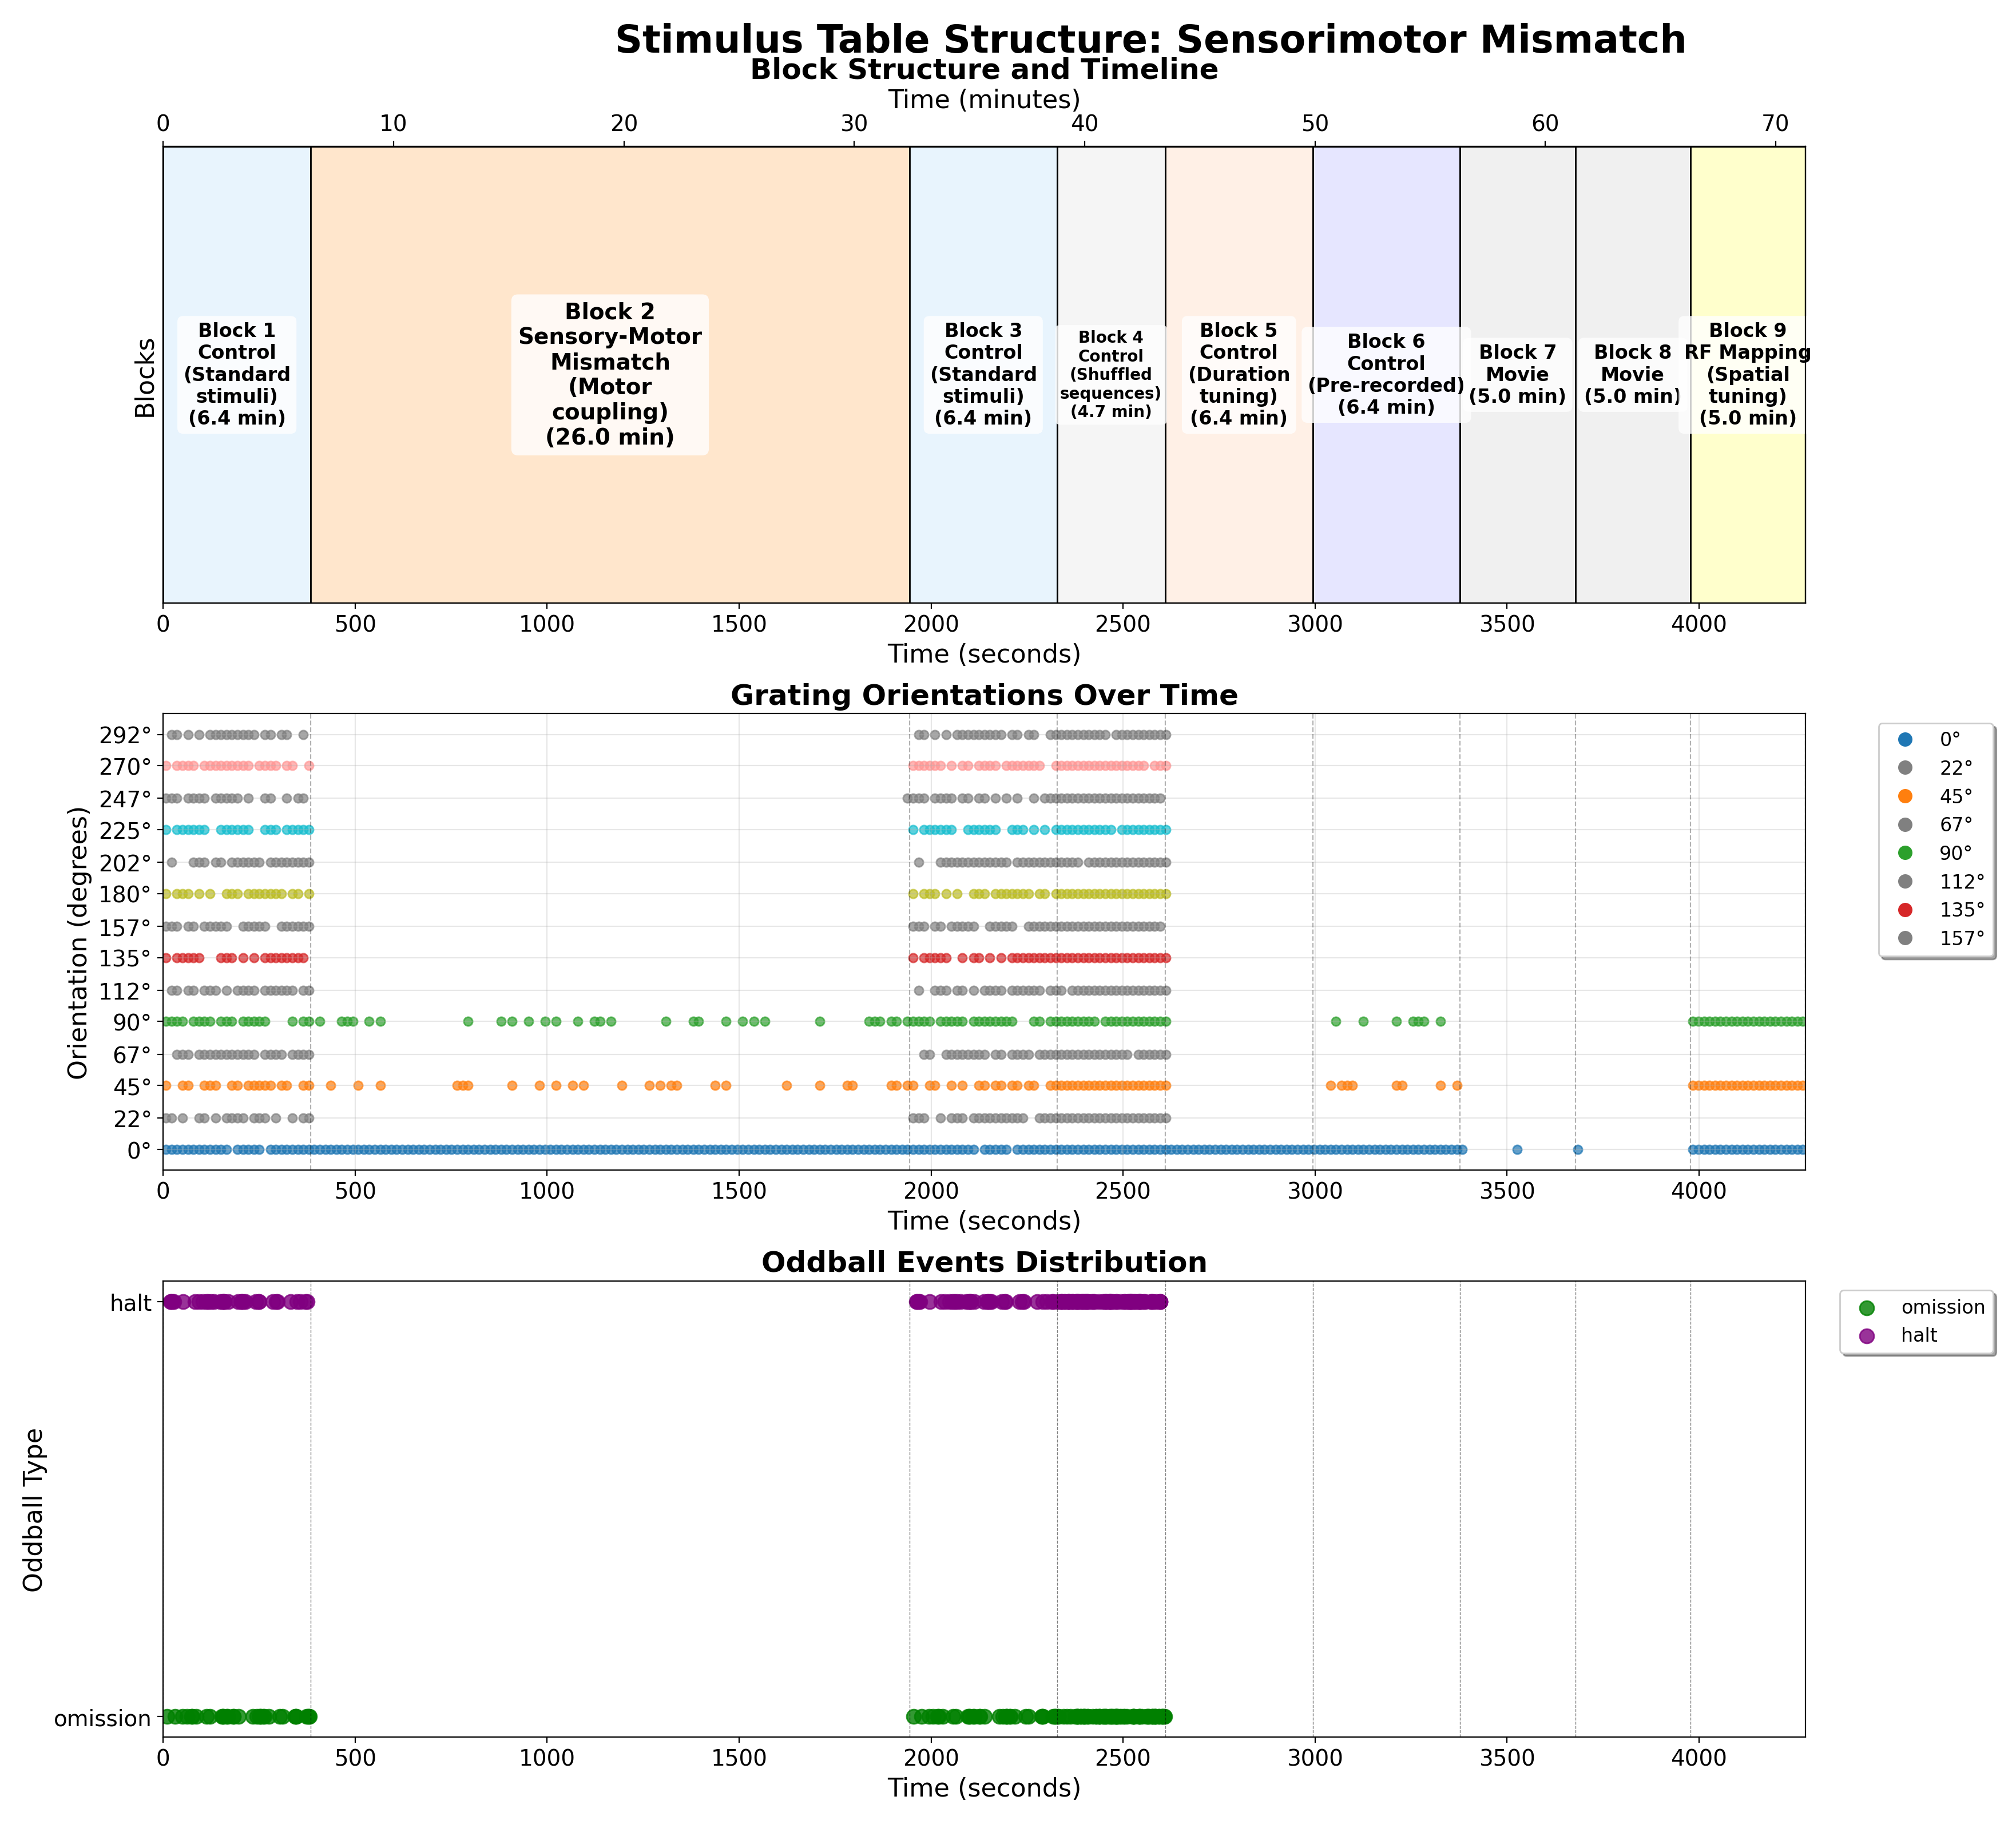 Stimulus Table Structure: Sensorimotor Mismatch
Block Structure and Timeline
Time (minutes)
0 10 20 30 40 50 60 70
Blocks
Block 1
Control
(Standard
stimuli)
(6.4 min)
Block 2
Sensory-Motor
Mismatch
(Motor
coupling)
(26.0 min)
Block 3
Control
(Standard
stimuli)
(6.4 min)
Block 4
Control
(Shuffled
sequences)
(4.7 min)
Block 5
Control
(Duration
tuning)
(6.4 min)
Block 6
Control
(Pre-recorded)
(6.4 min)
Block 7
Movie
(5.0 min)
Block 8
Movie
(5.0 min)
Block 9
RF Mapping
(Spatial
tuning)
(5.0 min)
0 500 1000 1500 2000 2500 3000 3500 4000
Time (seconds)
Grating Orientations Over Time
Orientation (degrees)
292°
270°
247°
225°
202°
180°
157°
135°
112°
90°
67°
45°
22°
0°
0 500 1000 1500 2000 2500 3000 3500 4000
Time (seconds)
0°
22°
45°
67°
90°
112°
135°
157°
Oddball Events Distribution
Oddball Type
halt
omission
0 500 1000 1500 2000 2500 3000 3500 4000
Time (seconds)
omission
halt